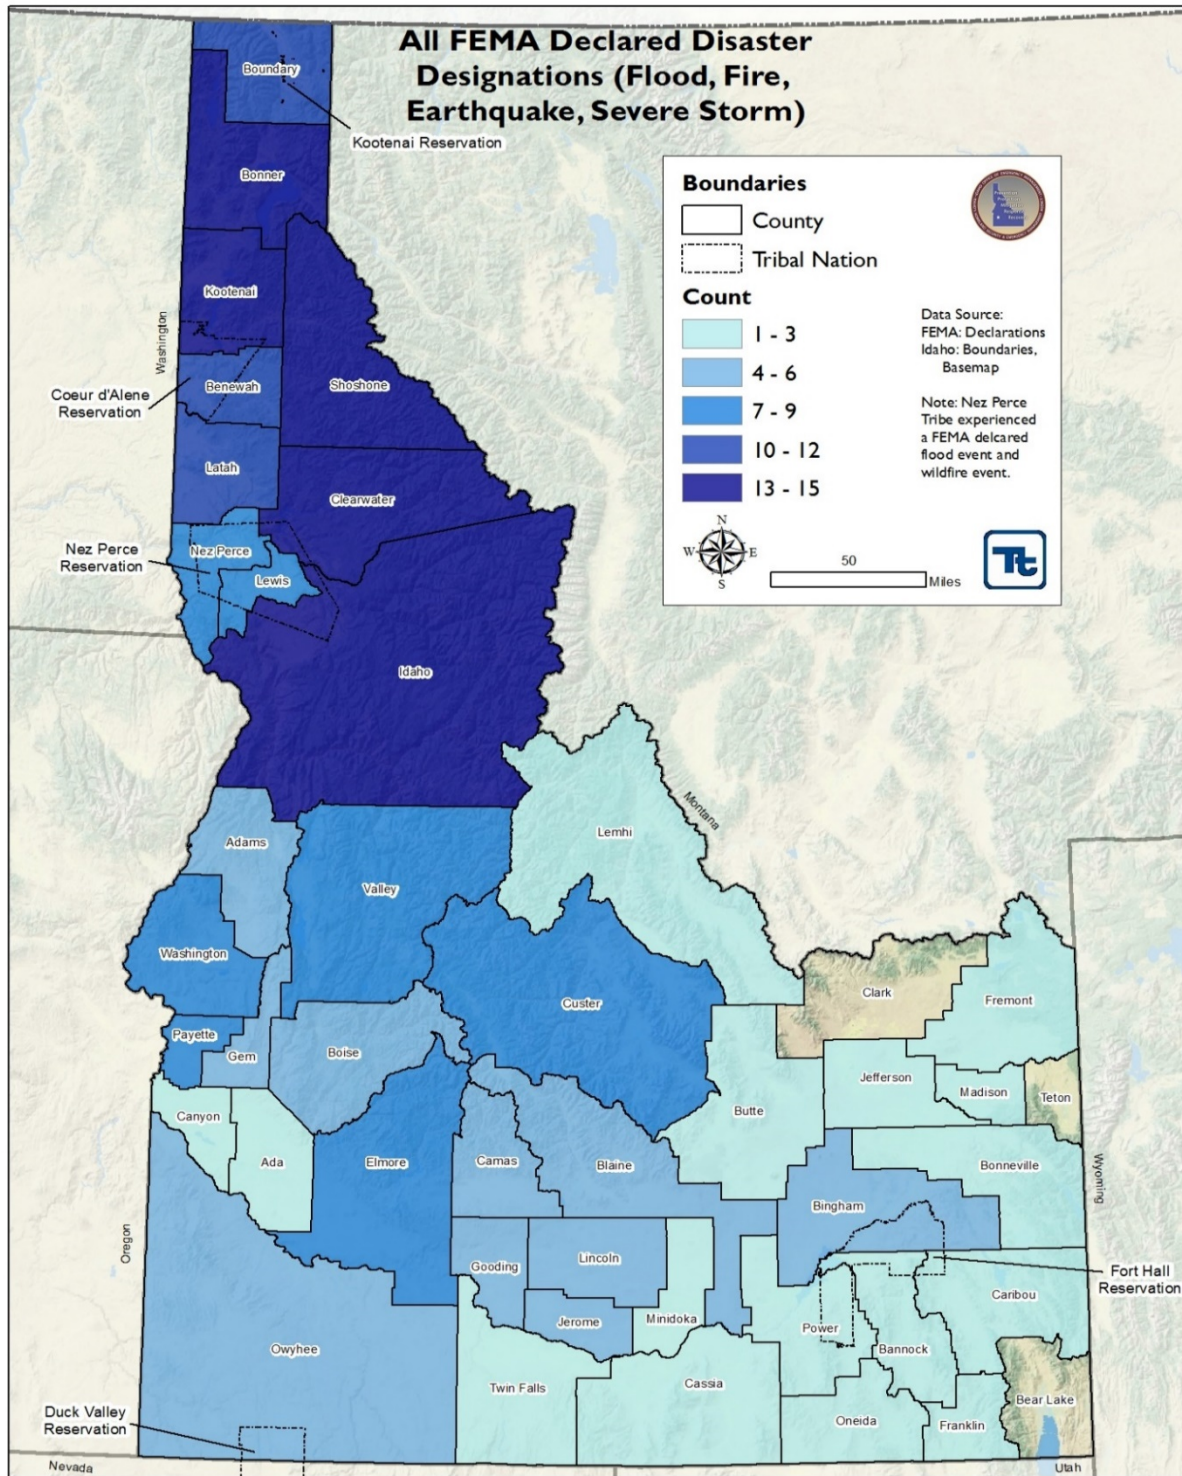 All FEMA Declared Disaster
Designations (Flood, Fire,
Earthquake, Severe Storm)
Boundaries
County
Tribal Nation
Count
1 - 3
4 - 6
7 - 9
10 - 12
13 - 15
Data Source:
FEMA: Declarations
Idaho: Boundaries,
Basemap
Note: Nez Perce
Tribe experienced
a FEMA delcared
flood event and
wildfire event.
N
W
E
S
50
Miles
Tt
Boundary
Kootenai Reservation
Bonner
Kootenai
Washington
Coeur d'Alene
Reservation
Benewah
Shoshone
Latah
Clearwater
Nez Perce
Reservation
Nez Perce
Lewis
Idaho
Montana
Lemhi
Adams
Valley
Washington
Custer
Clark
Fremont
Payette
Gem
Boise
Jefferson
Madison
Teton
Canyon
Butte
Ada
Elmore
Camas
Blaine
Bonneville
Wyoming
Bingham
Oregon
Gooding
Lincoln
Fort Hall
Reservation
Caribou
Jerome
Minidoka
Power
Bannock
Owyhee
Twin Falls
Cassia
Bear Lake
Oneida
Franklin
Duck Valley
Reservation
Nevada
Utah